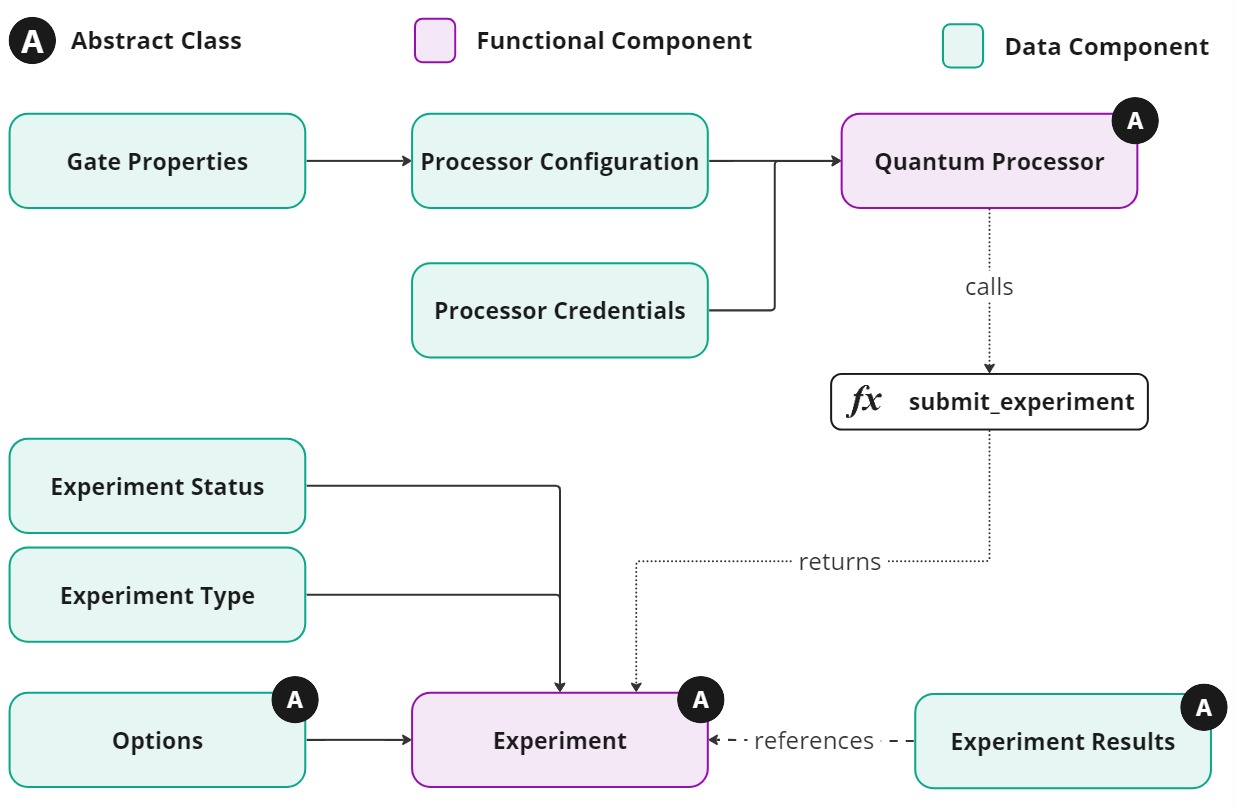 A Abstract Class
Functional Component
Data Component
Gate Properties
Processor Configuration
Quantum Processor
A
Processor Credentials
calls
fx submit_experiment
Experiment Status
returns
Experiment Type
Options
A
Experiment
A
references
Experiment Results
A